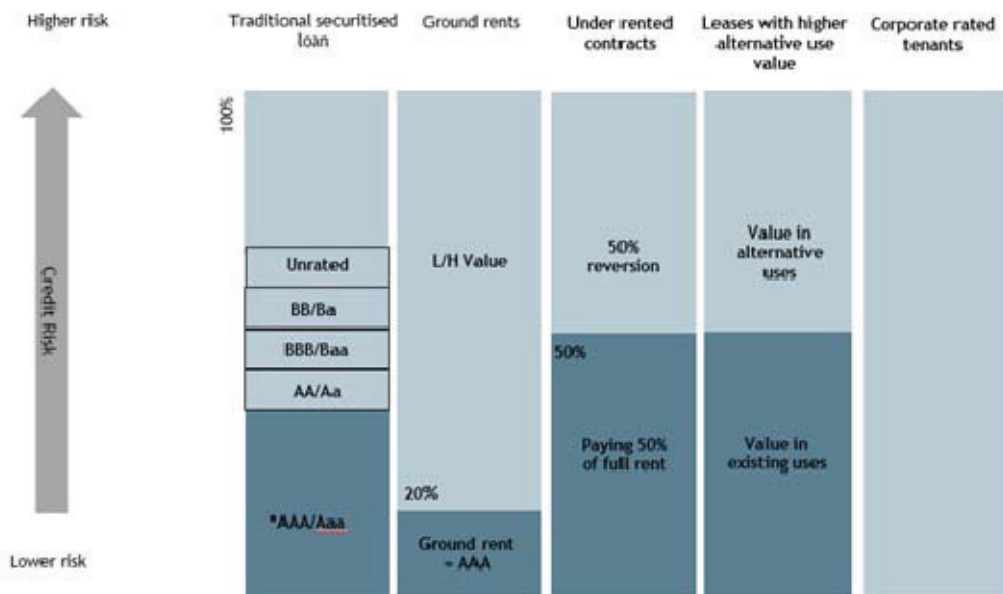 Higher risk
Traditional securitised
loan
Ground rents
Under rented
contracts
Leases with higher
alternative use
value
Corporate rated
tenants
100%
Credit Risk
Unrated
BB/Ba
BBB/Baa
AA/Aa
*AAA/Aaa
L/H Value
20%
Ground rent
= AAA
50%
reversion
50%
Paying 50%
of full rent
Value in
alternative
uses
Value in
existing uses
Lower risk